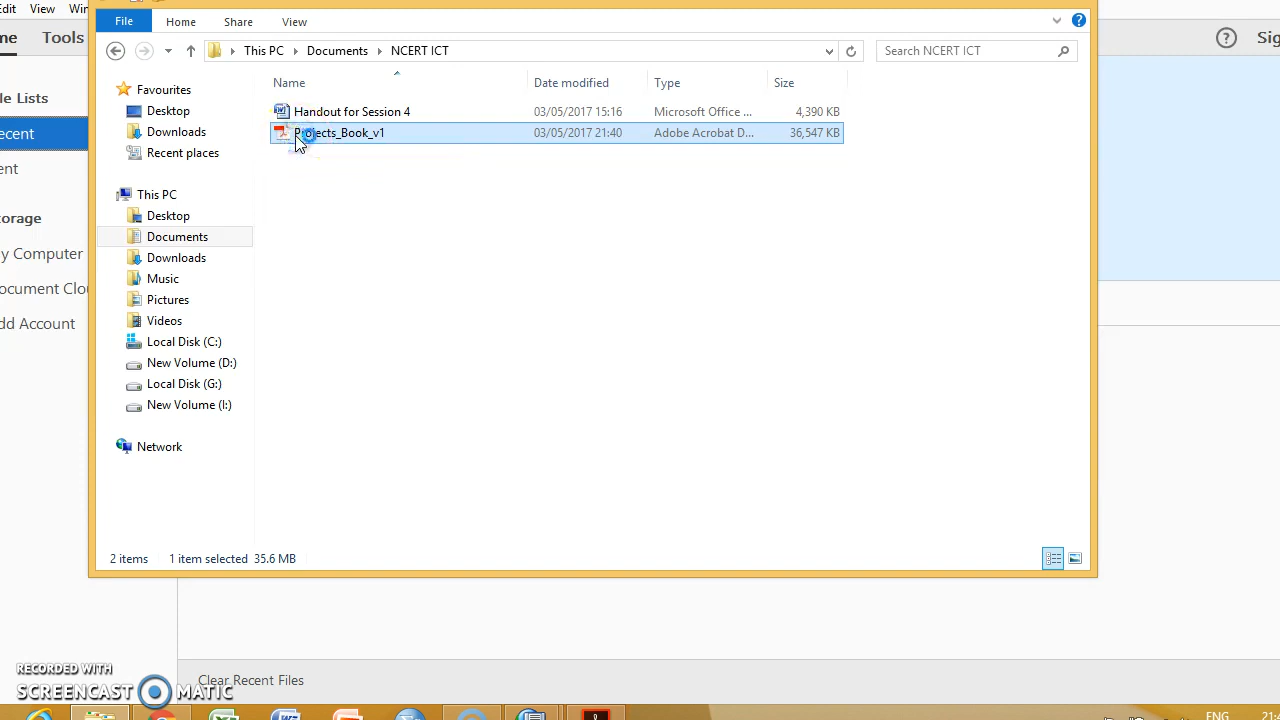 Edit View Win
File Home Share View
me Tools
Sig
This PC Documents NCERT ICT
Search NCERT ICT
Name Date modified Type Size
Favourites
Desktop
Downloads
Recent places
Handout for Session 4 03/05/2017 15:16 Microsoft Office ... 4,390 KB
Projects_Book_v1 03/05/2017 21:40 Adobe Acrobat D... 36,547 KB
le Lists
ecent
ent
orage
y Computer
ocument Clou
dd Account
This PC
Desktop
Documents
Downloads
Music
Pictures
Videos
Local Disk (C:)
New Volume (D:)
Local Disk (G:)
New Volume (I:)
Network
2 items 1 item selected 35.6 MB
Clear Recent Files
RECORDED WITH
SCREENCAST MATIC
ENG